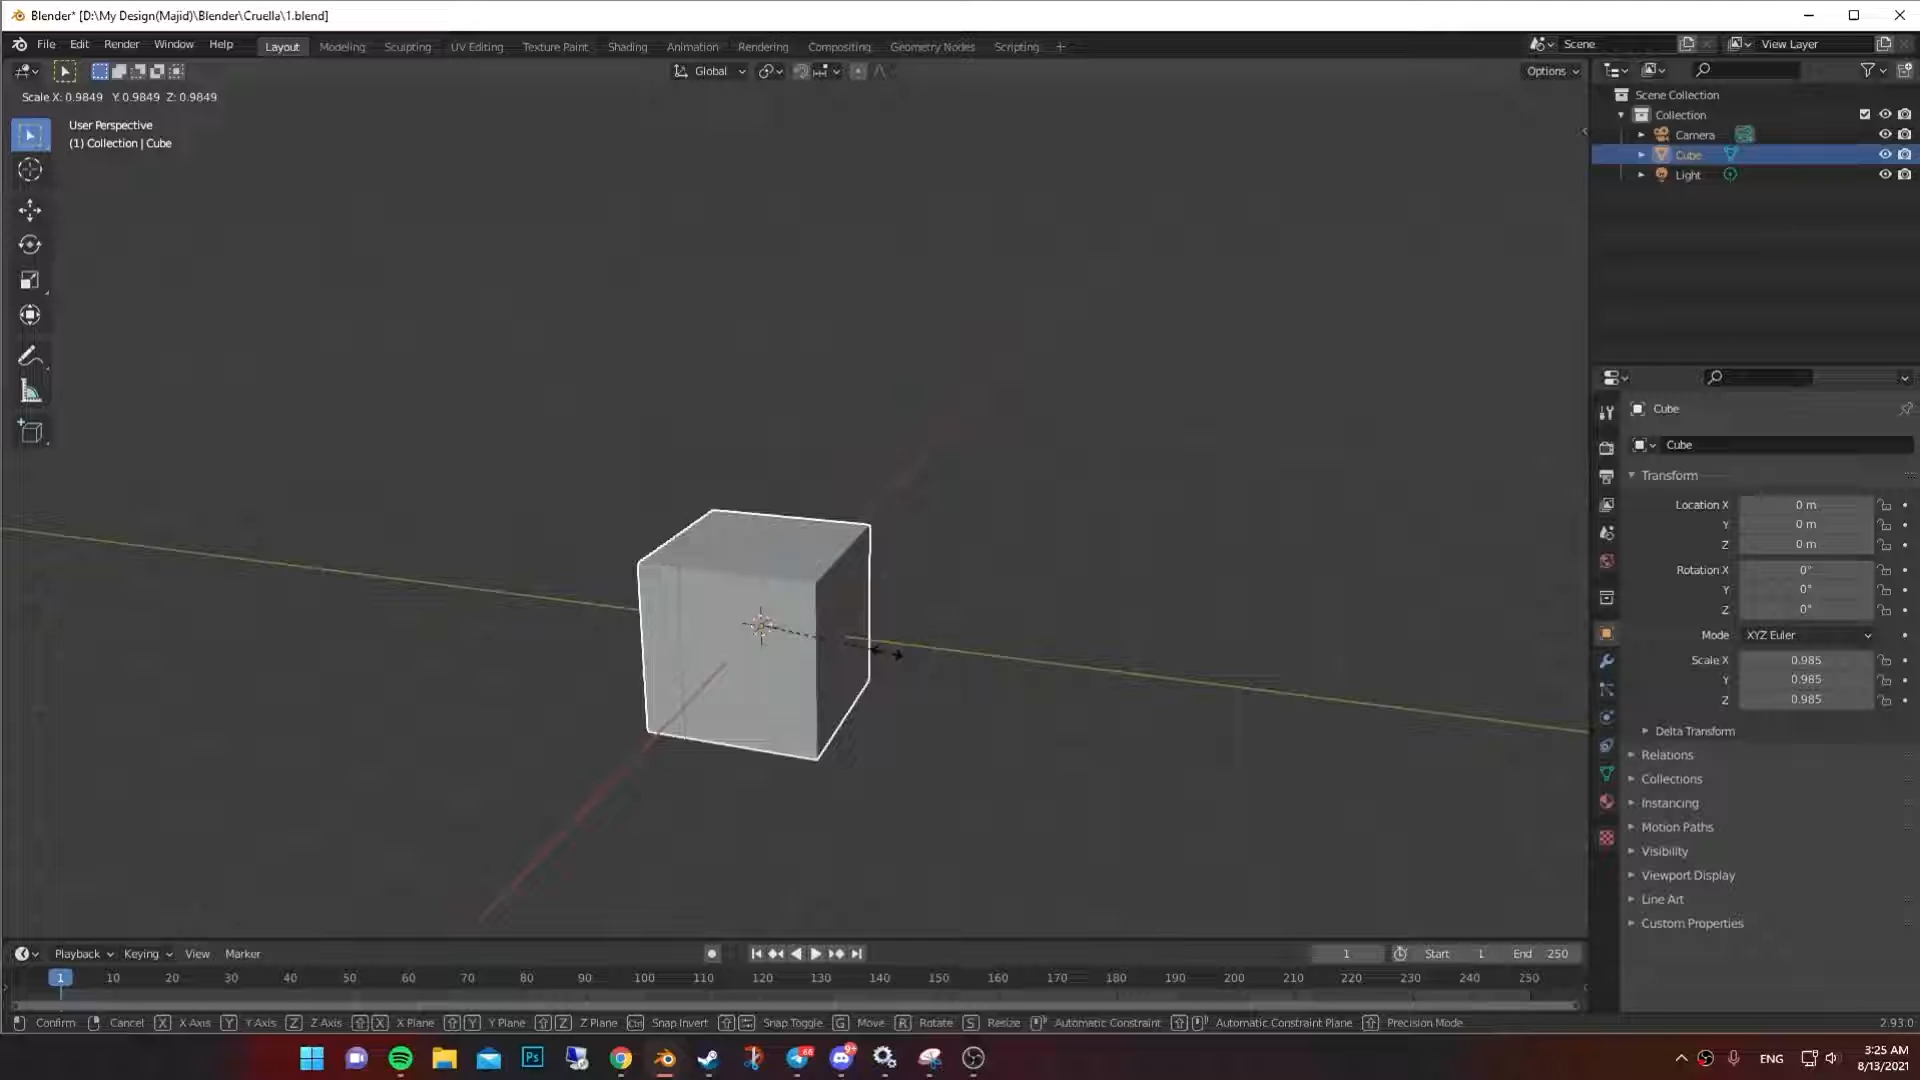 Blender* [D:\My Design(Majid)\Blender\Cruella\1.blend]
File Edit Render Window Help Layout Modeling Sculpting UV Editing Texture Paint Shading Animation Rendering Compositing Geometry Nodes Scripting + Scene View Layer
Global Options
Scale X: 0.9849 Y: 0.9849 Z: 0.9849
User Perspective
(1) Collection | Cube
Scene Collection
Collection
Camera
Cube
Light
Cube
Cube
Transform
Location X 0 m
Y 0 m
Z 0 m
Rotation X 0°
Y 0°
Z 0°
Mode XYZ Euler
Scale X 0.985
Y 0.985
Z 0.985
Delta Transform
Relations
Collections
Instancing
Motion Paths
Visibility
Viewport Display
Line Art
Custom Properties
Playback Keying View Marker 1 Start 1 End 250
1 10 20 30 40 50 60 70 80 90 100 110 120 130 140 150 160 170 180 190 200 210 220 230 240 250
Confirm Cancel X X Axis Y Y Axis Z Z Axis X X Plane Y Y Plane Z Z Plane Ctrl Snap Invert Snap Toggle G Move R Rotate S Resize Automatic Constraint Automatic Constraint Plane Precision Mode 2.93.0
Ps 66 9+ ENG 3:25 AM
8/13/2021